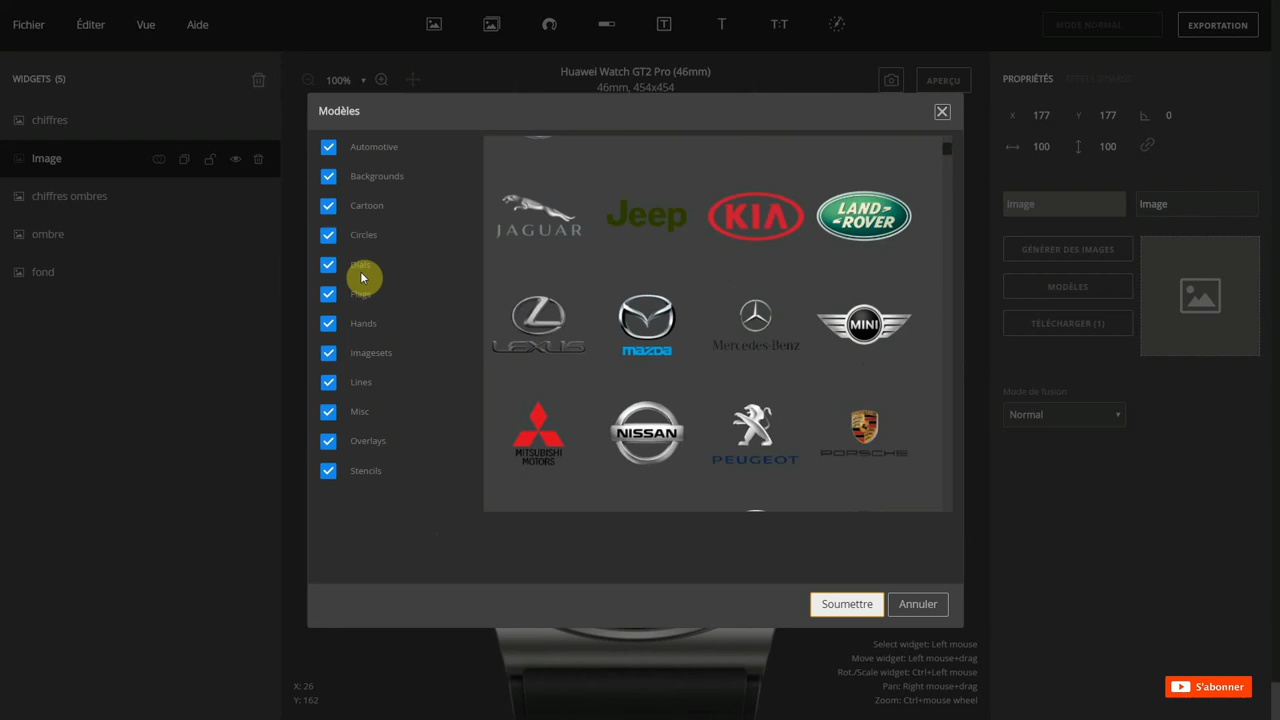 Fichier
Éditer
Vue
Aide
T
T
T:T
MODE NORMAL
EXPORTATION
WIDGETS (5)
100%
Huawei Watch GT2 Pro (46mm)
46mm, 454x454
APERÇU
PROPRIÉTÉS
chiffres
Image
chiffres ombres
ombre
fond
Modèles
Automotive
Backgrounds
Cartoon
Circles
Dials
Flags
Hands
Imagesets
Lines
Misc
Overlays
Stencils
JAGUAR
Jeep
KIA
LAND-ROVER
LEXUS
mazda
Mercedes-Benz
MINI
MITSUBISHI
MOTORS
NISSAN
PEUGEOT
PORSCHE
Soumettre
Annuler
X 177 Y 177 0
100 100
Image
Image
GÉNÉRER DES IMAGES
MODÈLES
TÉLÉCHARGER (1)
Mode de fusion
Normal
X: 26
Y: 162
Select widget: Left mouse
Move widget: Left mouse+drag
Rot./Scale widget: Ctrl+Left mouse
Pan: Right mouse+drag
Zoom: Ctrl+mouse wheel
S'abonner